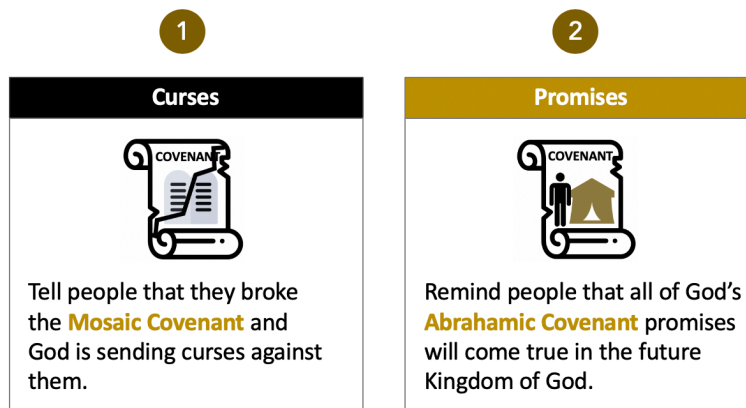 1
Curses
COVENANT
Tell people that they broke
the Mosaic Covenant and
God is sending curses against
them.
2
Promises
COVENANT
Remind people that all of God's
Abrahamic Covenant promises
will come true in the future
Kingdom of God.